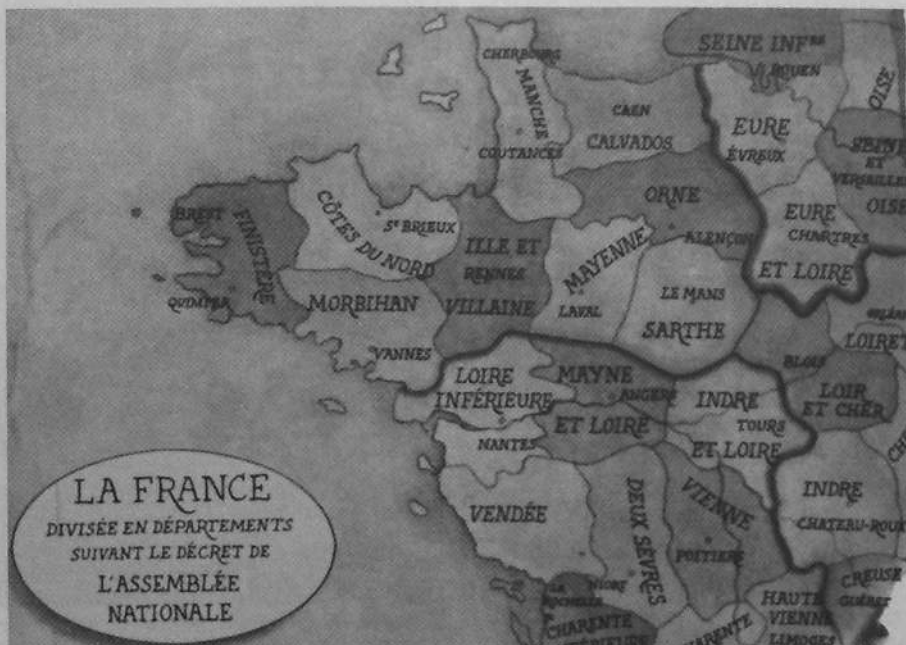 SEINE INF^RE
ROUEN
OISE
CHERBOURG
MANCHE
COUTANCES
CAEN
CALVADOS
EURE
ÉVREUX
SEINE
ET
VERSAILLES
OISE
ORNE
ALENÇON
EURE
CHARTRES
ET LOIRE
BREST
FINISTÈRE
QUIMPER
CÔTES DU NORD
S^T BRIEUX
ILLE ET
RENNES
VILLAINE
MAYENNE
LAVAL
LE MANS
SARTHE
MORBIHAN
VANNES
LOIRET
BLOIS
LOIR
ET CHER
LOIRE
INFÉRIEURE
NANTES
MAYNE
ANGERS
ET LOIRE
INDRE
TOURS
ET LOIRE
INDRE
CHATEAU-ROUX
VENDÉE
DEUX SÈVRES
NIORT
VIENNE
POITIERS
CREUSE
GUÉRET
HAUTE
VIENNE
LIMOGES
LA
ROCHELLE
CHARENTE
LA FRANCE
DIVISÉE EN DÉPARTEMENTS
SUIVANT LE DÉCRET DE
L'ASSEMBLÉE
NATIONALE